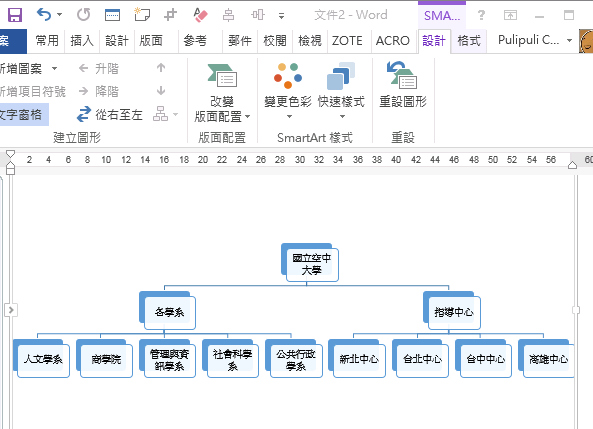 文件2 - Word
SMA...
?
案 常用 插入 設計 版面 參考 郵件 校閱 檢視 ZOTE ACRO 設計 格式 Pulipuli C...
新增圖案 升階
新增項目符號 降階
文字窗格 從右至左
改變
版面配置
變更色彩
快速樣式
重設圖形
建立圖形 版面配置 SmartArt 樣式 重設
2 4 6 8 10 12 14 16 18 20 22 24 26 28 30 32 34 36 38 40 42 44 46 48 50 52 54 56 60
國立空中
大學
各學系
指導中心
人文學系
商學院
管理與資
訊學系
社會科學
系
公共行政
學系
新北中心
台北中心
台中中心
高雄中心